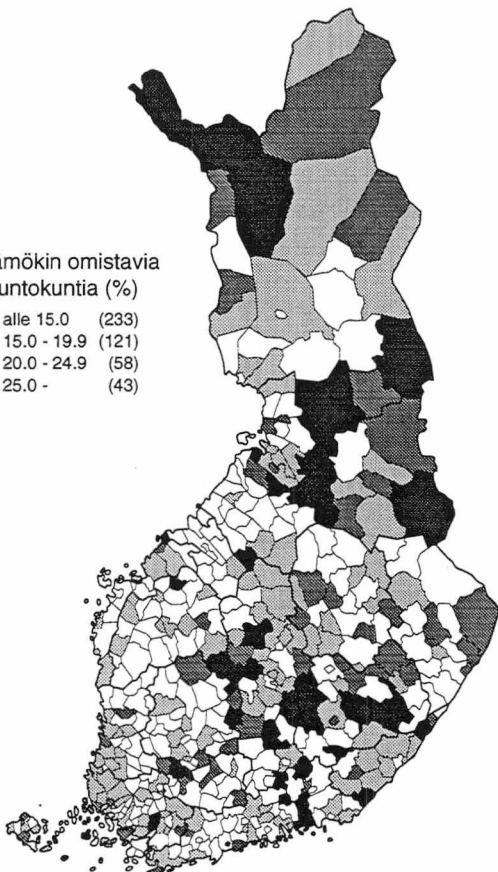 ämökin omistavia
untokuntia (%)
alle 15.0 (233)
15.0 - 19.9 (121)
20.0 - 24.9 (58)
25.0 - (43)